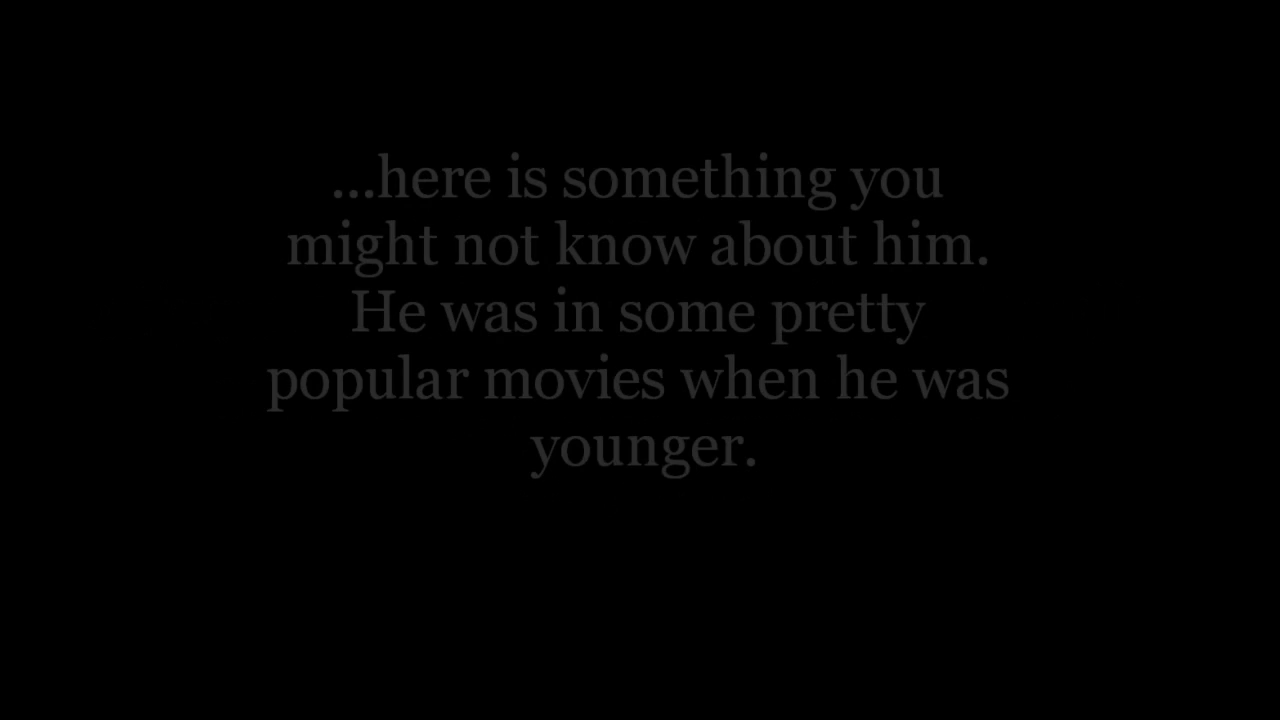 ...here is something you
might not know about him.
He was in some pretty
popular movies when he was
younger.